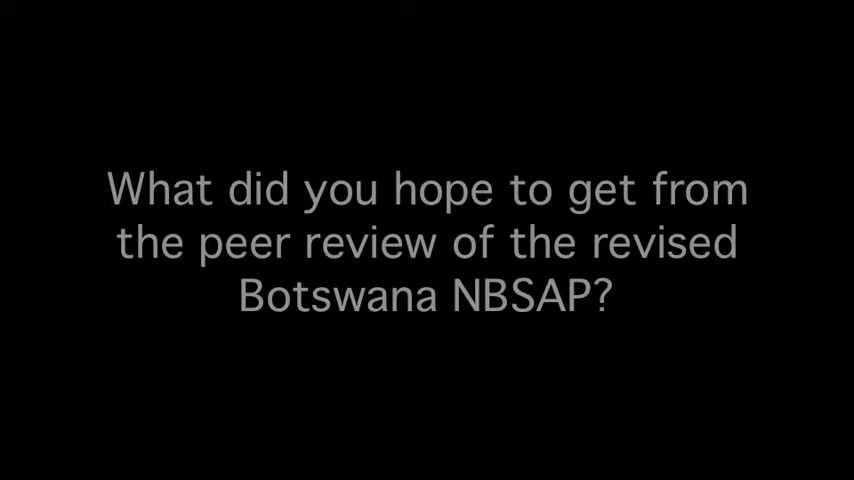 What did you hope to get from
the peer review of the revised
Botswana NBSAP?